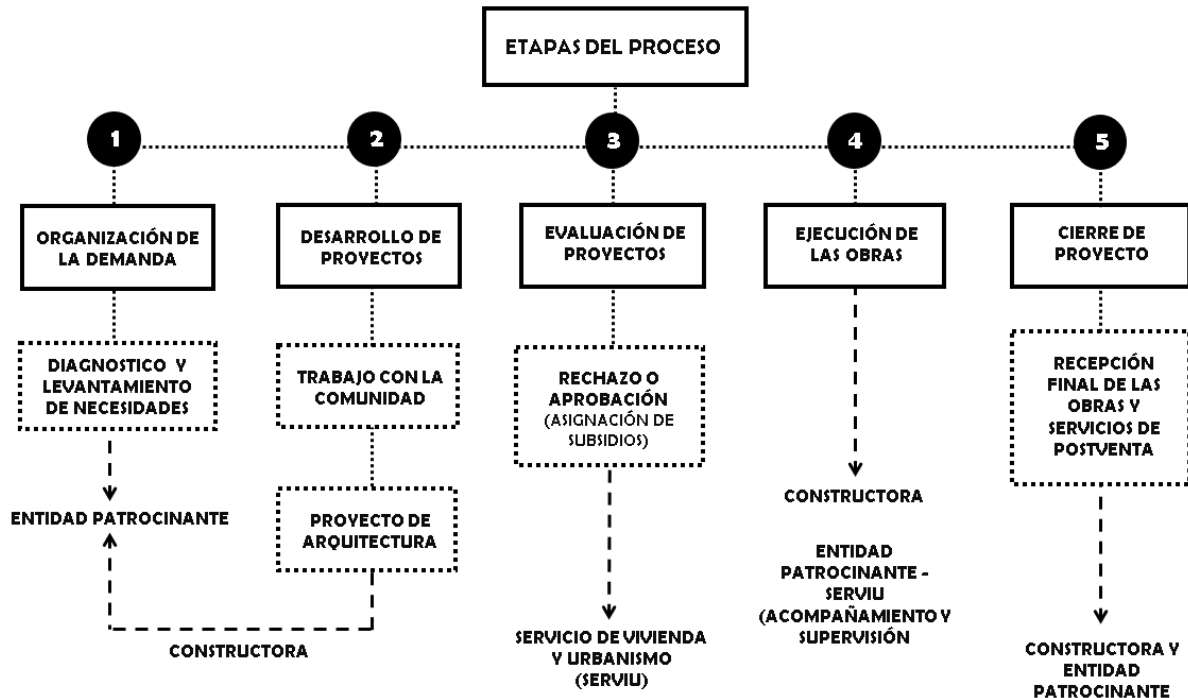 ETAPAS DEL PROCESO
1
2
3
4
5
ORGANIZACIÓN DE
LA DEMANDA
DIAGNOSTICO Y
LEVANTAMIENTO
DE NECESIDADES
ENTIDAD PATROCINANTE
DESARROLLO DE
PROYECTOS
TRABAJO CON LA
COMUNIDAD
PROYECTO DE
ARQUITECTURA
CONSTRUCTORA
EVALUACIÓN DE
PROYECTOS
RECHAZO O
APROBACIÓN
(ASIGNACIÓN DE
SUBSIDIOS)
SERVICIO DE VIVIENDA
Y URBANISMO
(SERVIU)
EJECUCIÓN DE
LAS OBRAS
CONSTRUCTORA
ENTIDAD
PATROCINANTE -
SERVIU
(ACOMPAÑAMIENTO Y
SUPERVISIÓN
CIERRE DE
PROYECTO
RECEPCIÓN
FINAL DE LAS
OBRAS Y
SERVICIOS DE
POSTVENTA
CONSTRUCTORA Y
ENTIDAD
PATROCINANTE